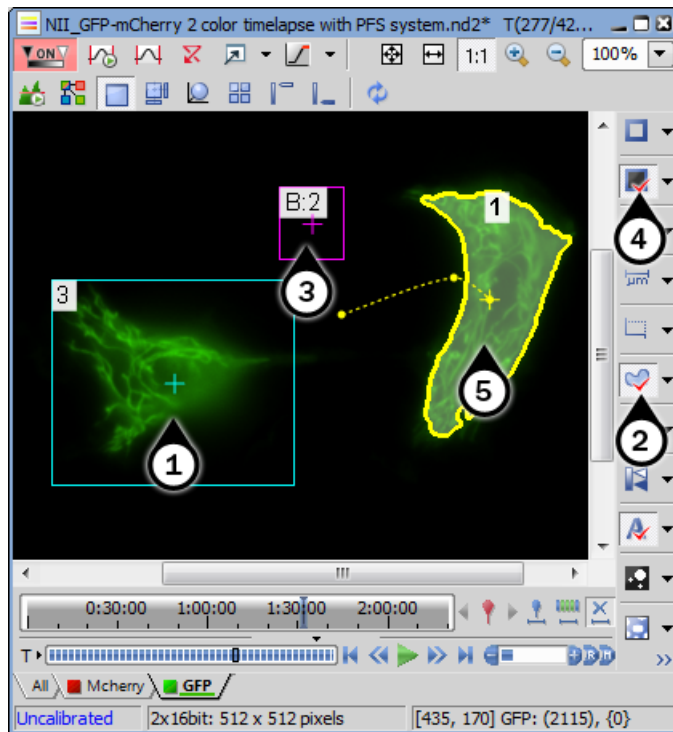 NII_GFP-mCherry 2 color timelapse with PFS system.nd2* T(277/42...
ON 1:1 100%
B:2
1
3
4
3
µm
5
2
1
A
0:30:00 1:00:00 1:30:00 2:00:00
T
R H
All Mcherry GFP
Uncalibrated 2x16bit: 512 x 512 pixels [435, 170] GFP: (2115), {0}